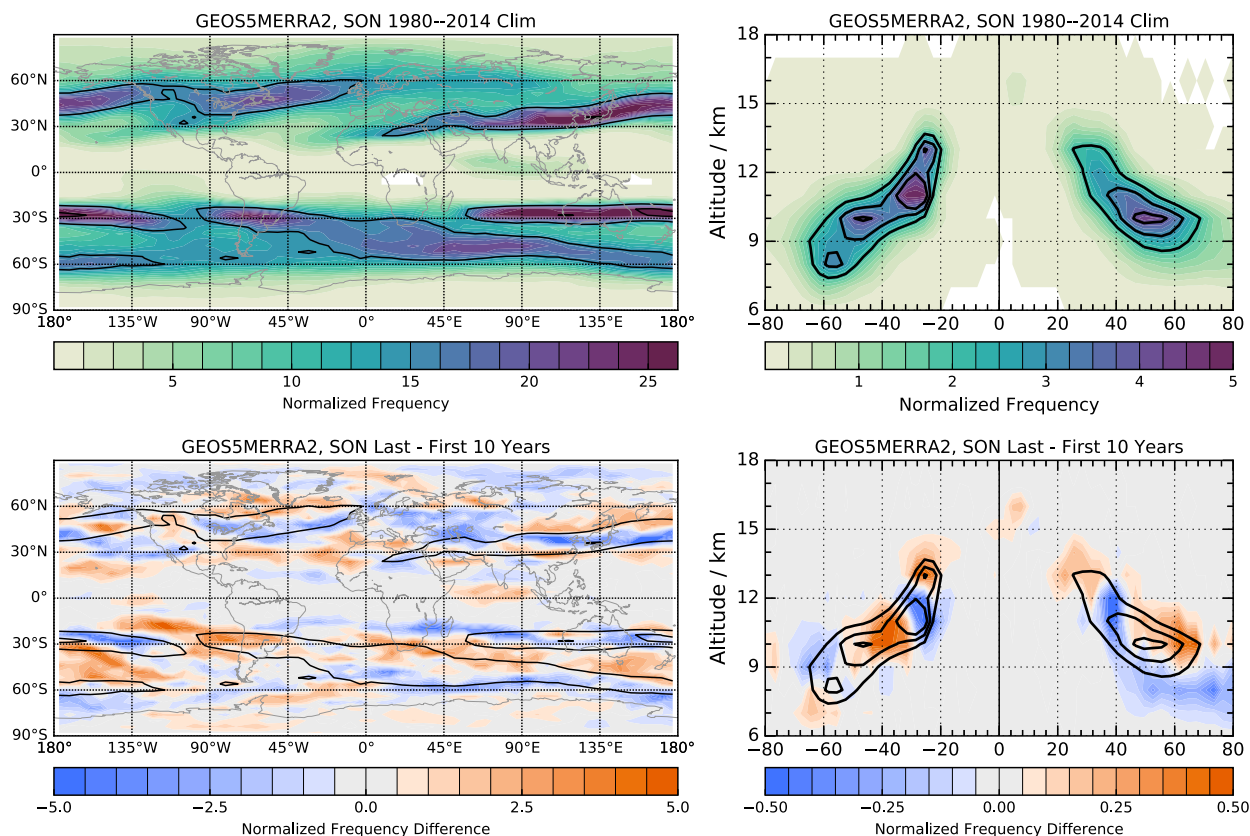 GEOS5MERRA2, SON 1980--2014 Clim
60°N
30°N
0°
30°S
60°S
90°S
180° 135°W 90°W 45°W 0° 45°E 90°E 135°E 180°
5 10 15 20 25
Normalized Frequency
18
15
12
9
6
Altitude / km
−80 −60 −40 −20 0 20 40 60 80
1 2 3 4 5
Normalized Frequency
GEOS5MERRA2, SON Last - First 10 Years
60°N
30°N
0°
30°S
60°S
90°S
180° 135°W 90°W 45°W 0° 45°E 90°E 135°E 180°
−5.0 −2.5 0.0 2.5 5.0
Normalized Frequency Difference
GEOS5MERRA2, SON Last - First 10 Years
18
15
12
9
6
Altitude / km
−80 −60 −40 −20 0 20 40 60 80
−0.50 −0.25 0.00 0.25 0.50
Normalized Frequency Difference